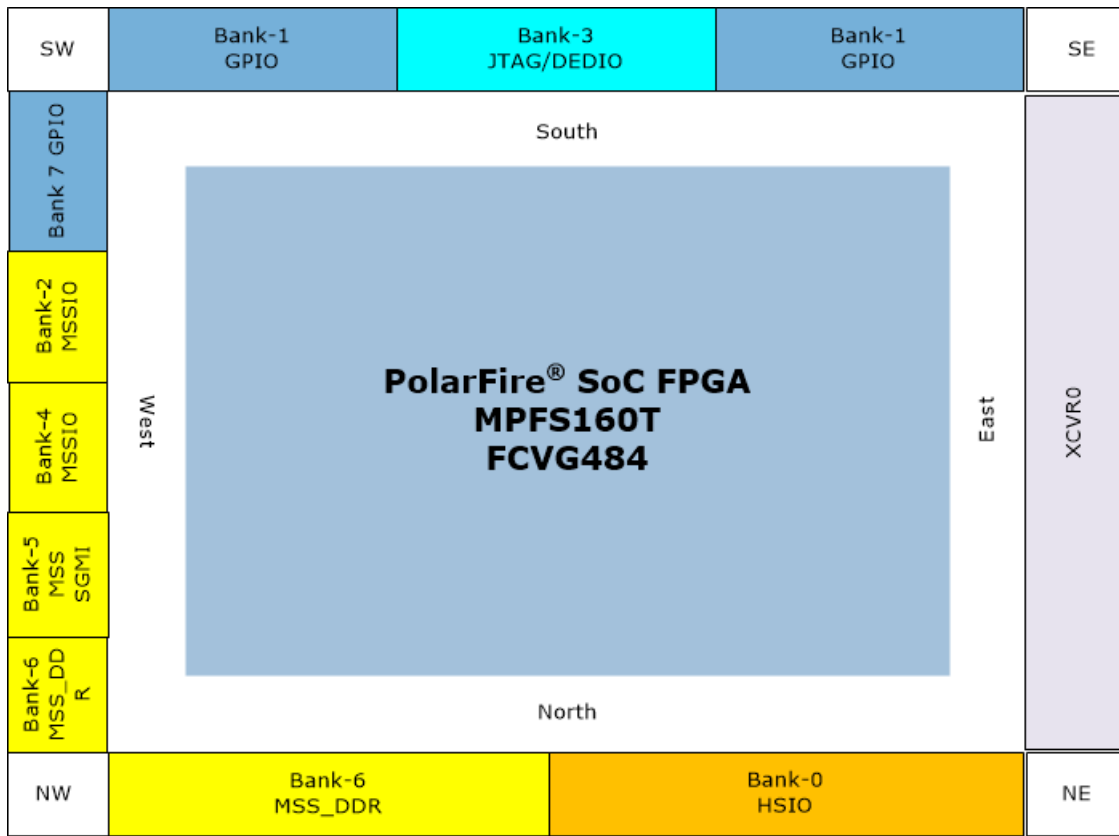 SW
Bank-1
GPIO
Bank-3
JTAG/DEDIO
Bank-1
GPIO
SE
South
Bank 7 GPIO
Bank-2
MSSIO
Bank-4
MSSIO
Bank-5
MSS
SGMI
Bank-6
MSS_DD
R
West
PolarFire® SoC FPGA
MPFS160T
FCVG484
East
XCVR0
North
NW
Bank-6
MSS_DDR
Bank-0
HSIO
NE